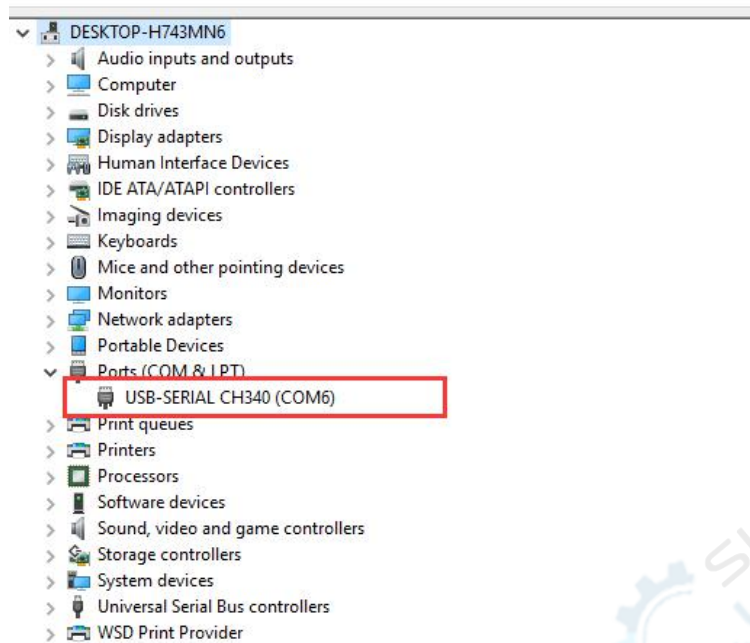 DESKTOP-H743MN6
Audio inputs and outputs
Computer
Disk drives
Display adapters
Human Interface Devices
IDE ATA/ATAPI controllers
Imaging devices
Keyboards
Mice and other pointing devices
Monitors
Network adapters
Portable Devices
Ports (COM & LPT)
USB-SERIAL CH340 (COM6)
Print queues
Printers
Processors
Software devices
Sound, video and game controllers
Storage controllers
System devices
Universal Serial Bus controllers
WSD Print Provider